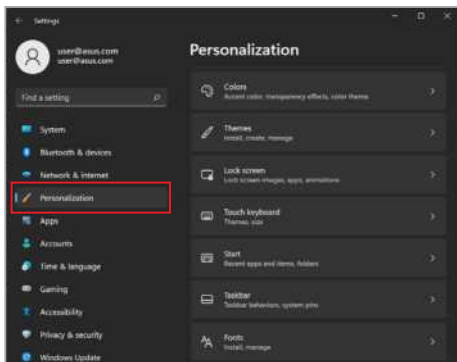 Settings
user@asus.com
user@asus.com
Find a setting
System
Bluetooth & devices
Network & internet
Personalization
Apps
Accounts
Time & language
Gaming
Accessibility
Privacy & security
Windows Update
Personalization
Colors
Accent color, transparency effects, color theme
Themes
Install, create, manage
Lock screen
Lock screen images, apps, animations
Touch keyboard
Themes, size
Start
Recent apps and items, folders
Taskbar
Taskbar behaviors, system pins
Fonts
Install, manage